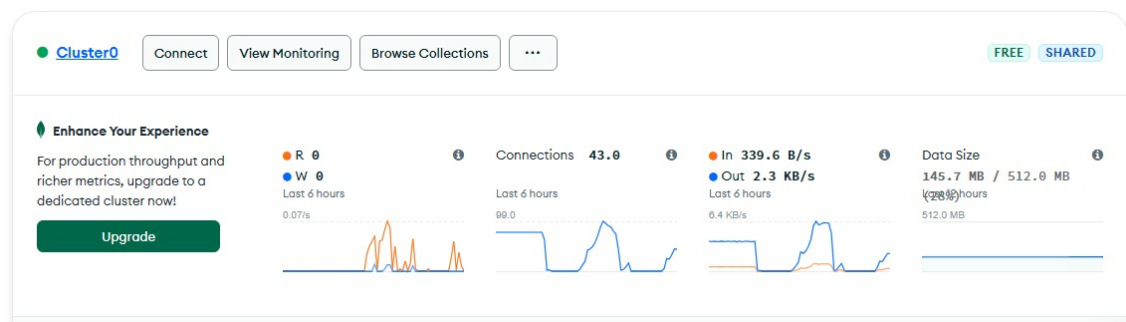 Cluster0
Connect
View Monitoring
Browse Collections
...
FREE
SHARED
Enhance Your Experience
For production throughput and
richer metrics, upgrade to a
dedicated cluster now!
Upgrade
R 0
W 0
Last 6 hours
0.07/s
Connections 43.0
Last 6 hours
99.0
In 339.6 B/s
Out 2.3 KB/s
Last 6 hours
6.4 KB/s
Data Size
145.7 MB / 512.0 MB
(28%)
hours
512.0 MB